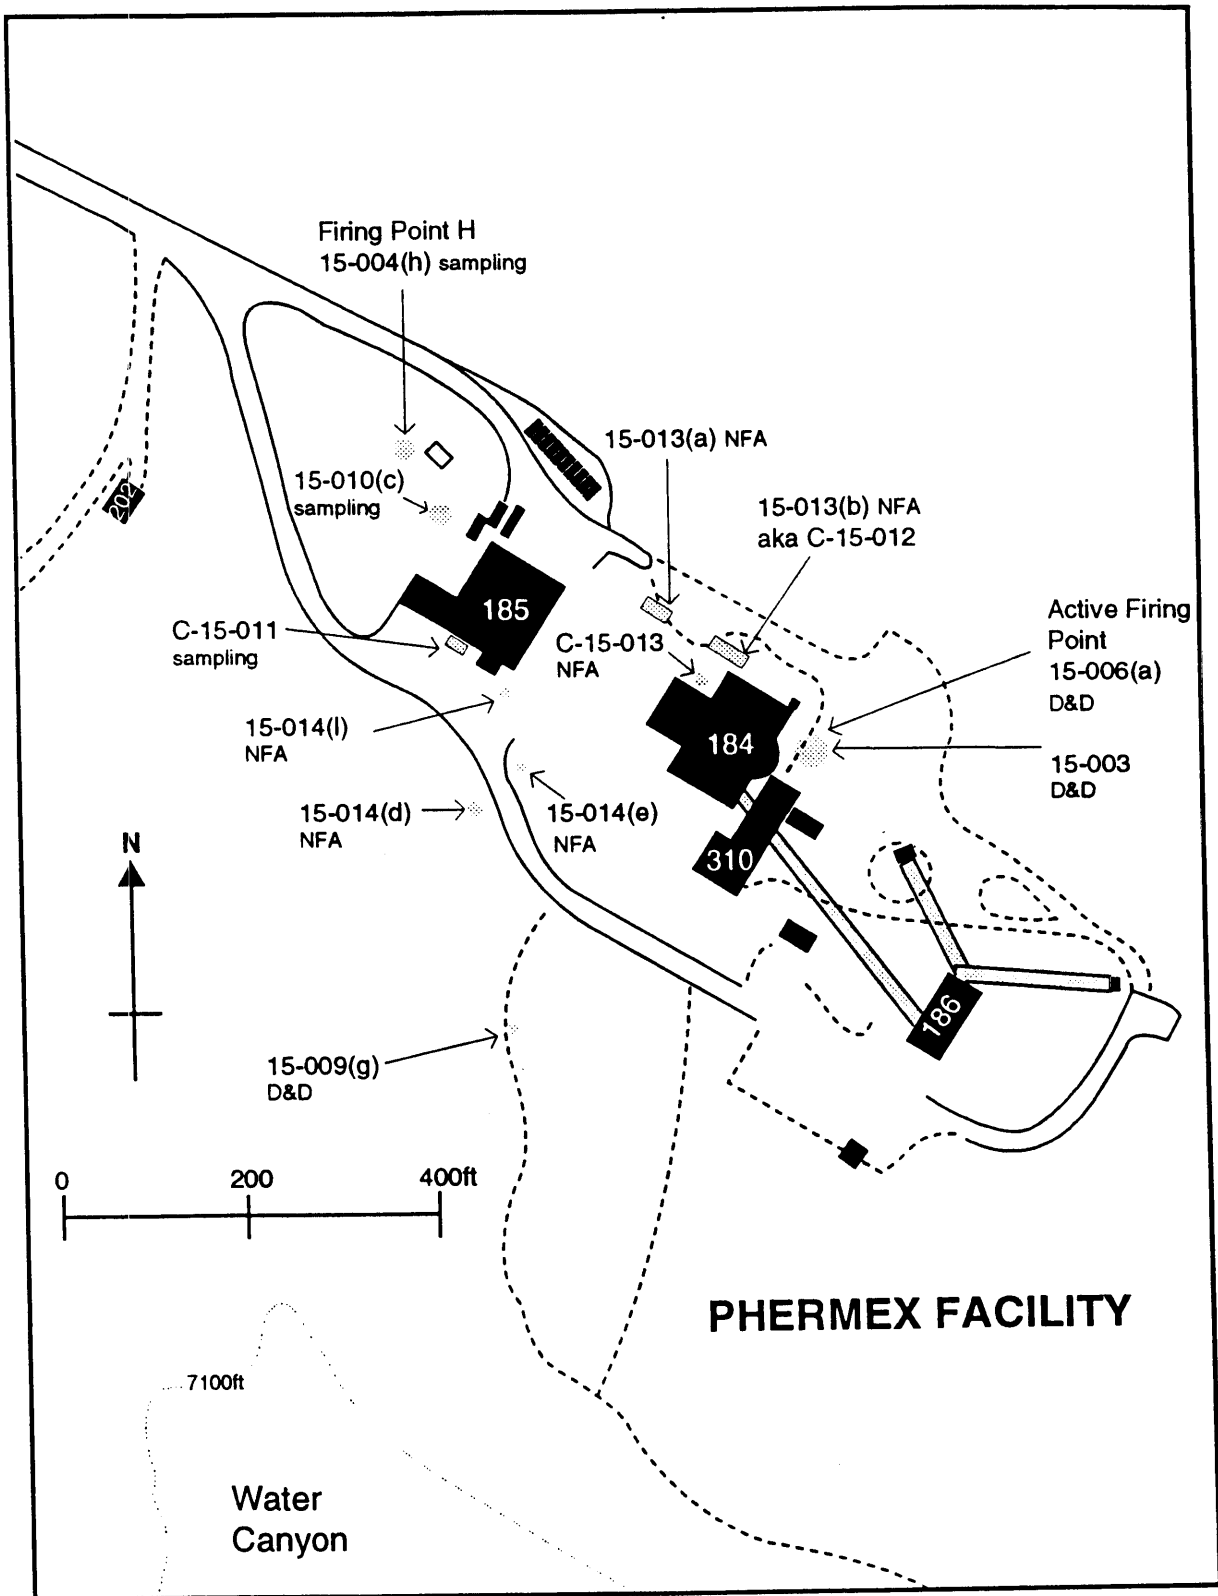 Firing Point H
15-004(h) sampling
15-013(a) NFA
15-010(c)
sampling
15-013(b) NFA
aka C-15-012
202
185
C-15-011
sampling
C-15-013
NFA
Active Firing
Point
15-006(a)
D&D
15-014(l)
NFA
184
15-003
D&D
15-014(d)
NFA
15-014(e)
NFA
N
310
186
15-009(g)
D&D
0 200 400ft
PHERMEX FACILITY
7100ft
Water
Canyon